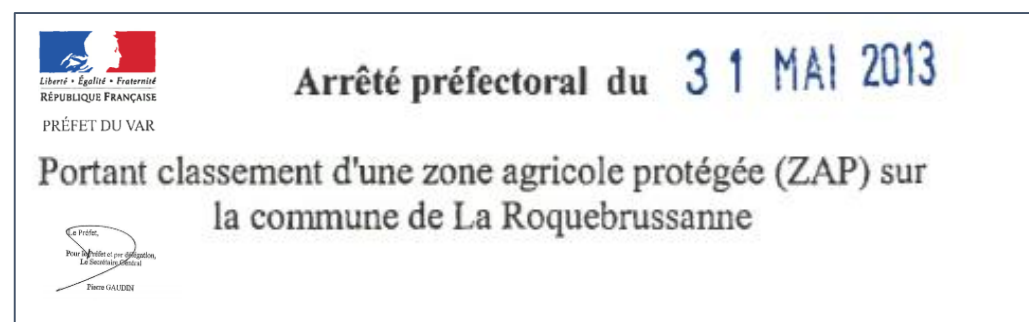 Liberté • Égalité • Fraternité
RÉPUBLIQUE FRANÇAISE
PRÉFET DU VAR
Arrêté préfectoral du 31 MAI 2013
Portant classement d'une zone agricole protégée (ZAP) sur
la commune de La Roquebrussanne
Le Préfet,
Pour le Préfet et par délégation,
Le Secrétaire Général
Pierre GAUDIN